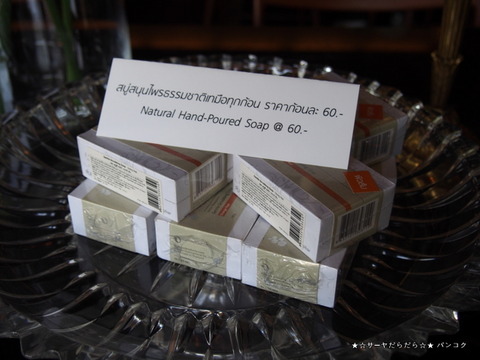 สบู่สมุนไพรธรรมชาติเทมือทุกก้อน ราคาก้อนละ 60.-
Natural Hand-Poured Soap @ 60.-
★☆サーヤだらだら☆★ バンコク